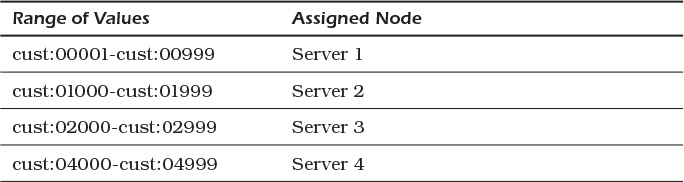 Range of Values Assigned Node
cust:00001-cust:00999 Server 1
cust:01000-cust:01999 Server 2
cust:02000-cust:02999 Server 3
cust:04000-cust:04999 Server 4